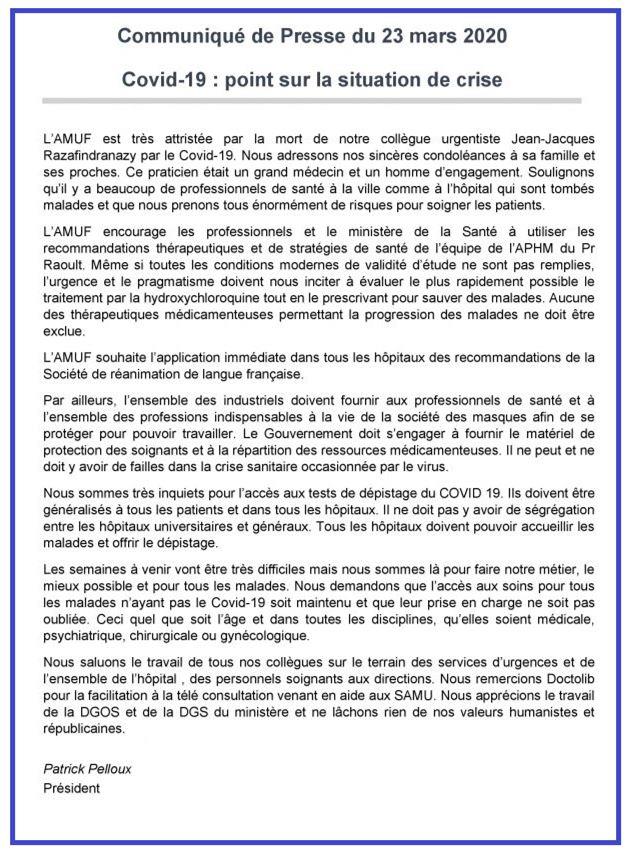 Communiqué de Presse du 23 mars 2020
Covid-19 : point sur la situation de crise
L'AMUF est très attristée par la mort de notre collègue urgentiste Jean-Jacques
Razafindranazy par le Covid-19. Nous adressons nos sincères condoléances à sa famille et
ses proches. Ce praticien était un grand médecin et un homme d'engagement. Soulignons
qu'il y a beaucoup de professionnels de santé à la ville comme à l'hôpital qui sont tombés
malades et que nous prenons tous énormément de risques pour soigner les patients.
L'AMUF encourage les professionnels et le ministère de la Santé à utiliser les
recommandations thérapeutiques et de stratégies de santé de l'équipe de l'APHM du Pr
Raoult. Même si toutes les conditions modernes de validité d'étude ne sont pas remplies,
l'urgence et le pragmatisme doivent nous inciter à évaluer le plus rapidement possible le
traitement par la hydroxychloroquine tout en le prescrivant pour sauver des malades. Aucune
des thérapeutiques médicamenteuses permettant la progression des malades ne doit être
exclue.
L'AMUF souhaite l'application immédiate dans tous les hôpitaux des recommandations de la
Société de réanimation de langue française.
Par ailleurs, l'ensemble des industriels doivent fournir aux professionnels de santé et à
l'ensemble des professions indispensables à la vie de la société des masques afin de se
protéger pour pouvoir travailler. Le Gouvernement doit s'engager à fournir le matériel de
protection des soignants et à la répartition des ressources médicamenteuses. Il ne peut et ne
doit y avoir de failles dans la crise sanitaire occasionnée par le virus.
Nous sommes très inquiets pour l'accès aux tests de dépistage du COVID 19. Ils doivent être
généralisés à tous les patients et dans tous les hôpitaux. Il ne doit pas y avoir de ségrégation
entre les hôpitaux universitaires et généraux. Tous les hôpitaux doivent pouvoir accueillir les
malades et offrir le dépistage.
Les semaines à venir vont être très difficiles mais nous sommes là pour faire notre métier, le
mieux possible et pour tous les malades. Nous demandons que l'accès aux soins pour tous
les malades n'ayant pas le Covid-19 soit maintenu et que leur prise en charge ne soit pas
oubliée. Ceci quel que soit l'âge et dans toutes les disciplines, qu'elles soient médicale,
psychiatrique, chirurgicale ou gynécologique.
Nous saluons le travail de tous nos collègues sur le terrain des services d'urgences et de
l'ensemble de l'hôpital , des personnels soignants aux directions. Nous remercions Doctolib
pour la facilitation à la télé consultation venant en aide aux SAMU. Nous apprécions le travail
de la DGOS et de la DGS du ministère et ne lâchons rien de nos valeurs humanistes et
républicaines.
Patrick Pelloux
Président